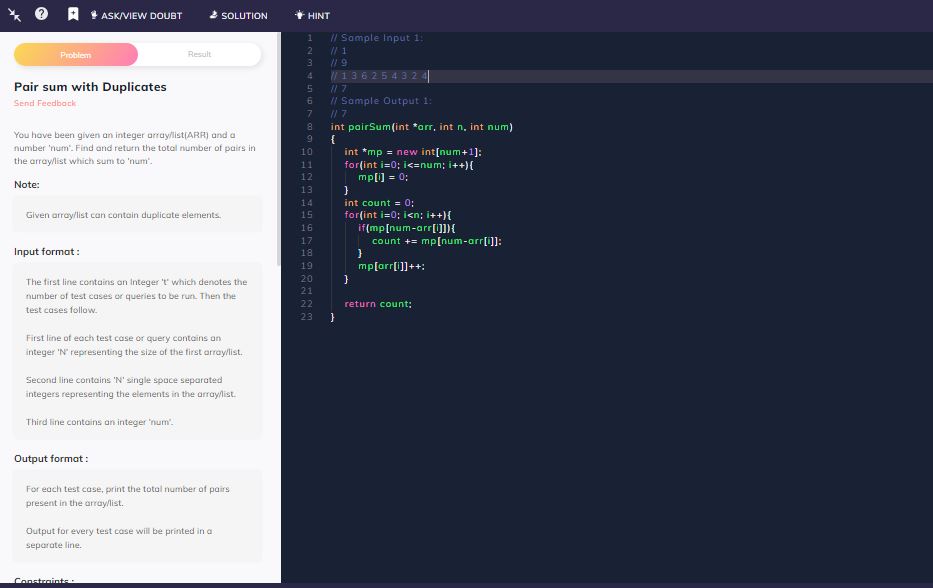 ASK/VIEW DOUBT
SOLUTION
HINT
Problem
Result
Pair sum with Duplicates
Send Feedback
You have been given an integer array/list(ARR) and a
number 'num'. Find and return the total number of pairs in
the array/list which sum to 'num'.
Note:
Given array/list can contain duplicate elements.
Input format :
The first line contains an Integer 't' which denotes the
number of test cases or queries to be run. Then the
test cases follow.
First line of each test case or query contains an
integer 'N' representing the size of the first array/list.
Second line contains 'N' single space separated
integers representing the elements in the array/list.
Third line contains an integer 'num'.
Output format :
For each test case, print the total number of pairs
present in the array/list.
Output for every test case will be printed in a
separate line.
Constraints :
1 // Sample Input 1:
2 // 1
3 // 9
4 // 1 3 6 2 5 4 3 2 4
5 // 7
6 // Sample Output 1:
7 // 7
8 int pairSum(int *arr, int n, int num)
9 {
10 int *mp = new int[num+1];
11 for(int i=0; i<=num; i++){
12 mp[i] = 0;
13 }
14 int count = 0;
15 for(int i=0; i<n; i++){
16 if(mp[num-arr[i]]){
17 count += mp[num-arr[i]];
18 }
19 mp[arr[i]]++;
20 }
21
22 return count;
23 }